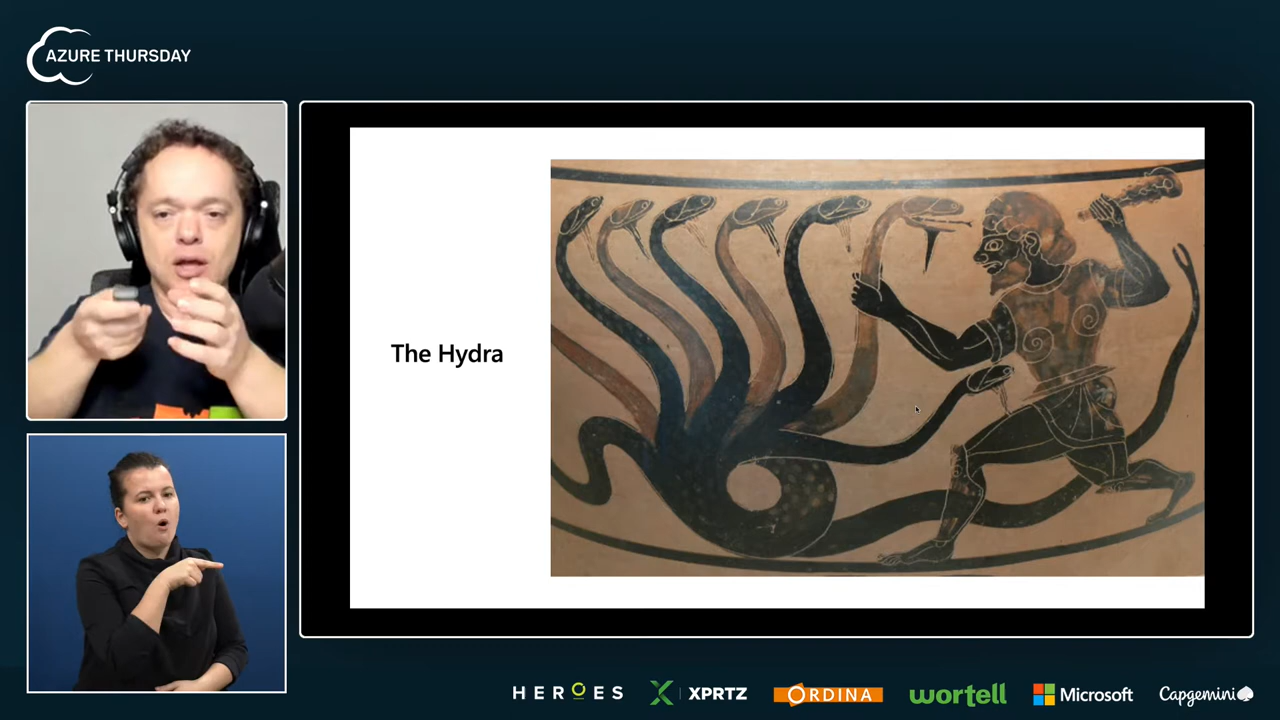 AZURE THURSDAY
The Hydra
HEROES
XPRTZ
ORDINA
wortell
Microsoft
Capgemini